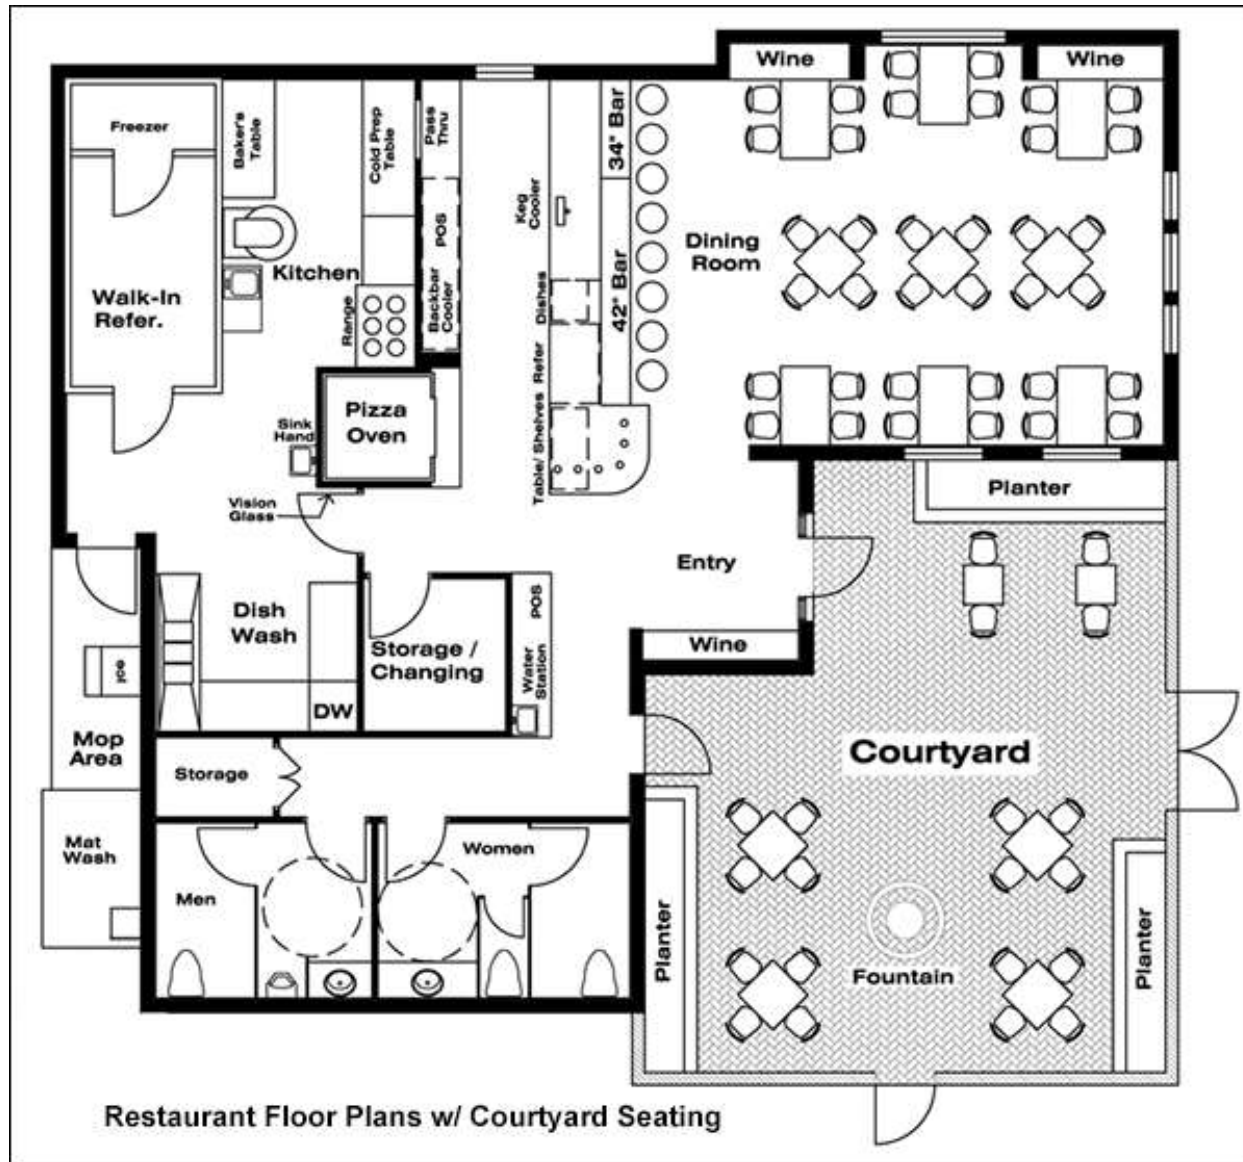 Wine
Wine
Freezer
Baker's
Table
Cold Prep
Table
Pass
Thru
34" Bar
Keg
Cooler
POS
Dining
Room
Kitchen
Walk-In
Refer.
Range
Backbar
Cooler
Dishes
42" Bar
Refer
Pizza
Oven
Sink
Hand
Table/ Shelves
Vision
Glass
Planter
Entry
Dish
Wash
POS
Storage /
Changing
Water
Station
Wine
Ice
DW
Mop
Area
Courtyard
Storage
Mat
Wash
Women
Men
Planter
Fountain
Planter
Restaurant Floor Plans w/ Courtyard Seating